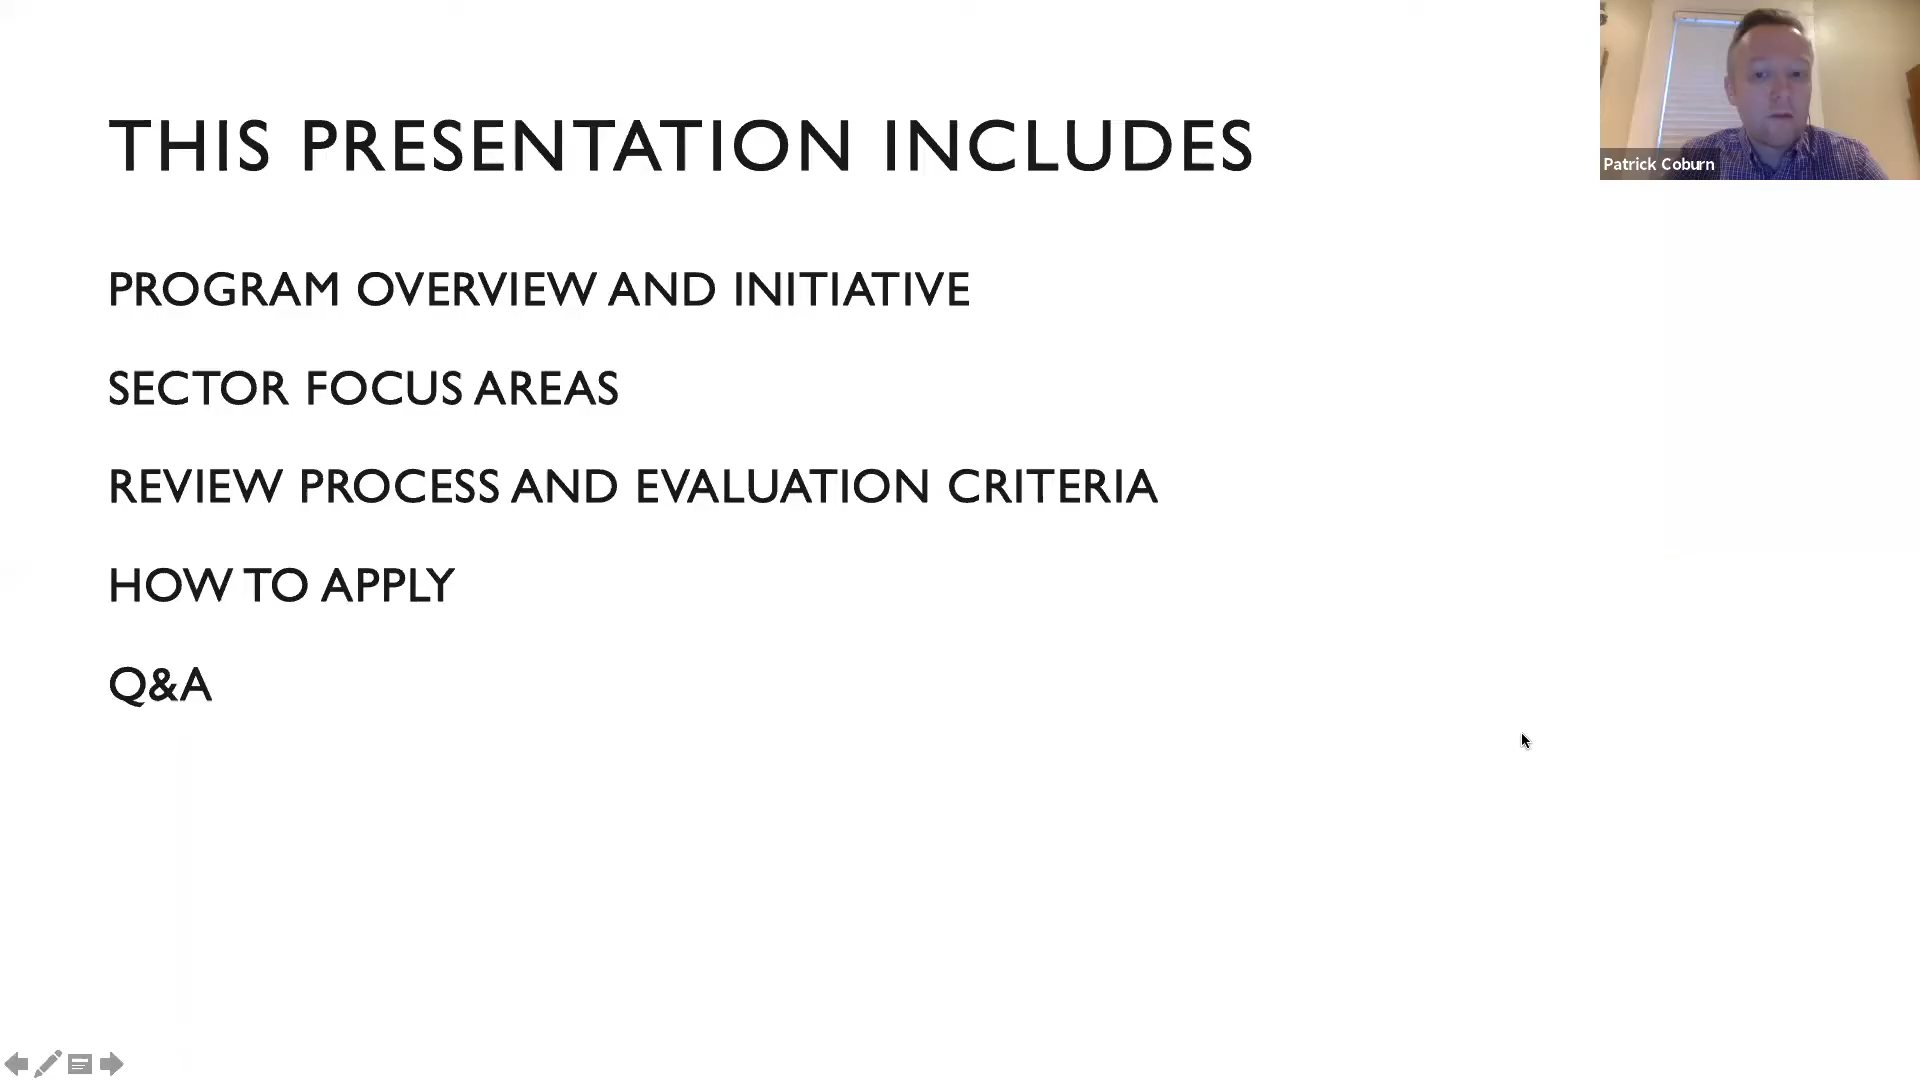 THIS PRESENTATION INCLUDES
Patrick Coburn
PROGRAM OVERVIEW AND INITIATIVE
SECTOR FOCUS AREAS
REVIEW PROCESS AND EVALUATION CRITERIA
HOW TO APPLY
Q&A